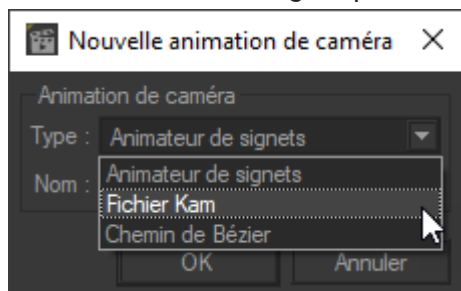 Nouvelle animation de caméra
Animation de caméra
Type : Animateur de signets
Nom :
Animateur de signets
Fichier Kam
Chemin de Bézier
OK Annuler